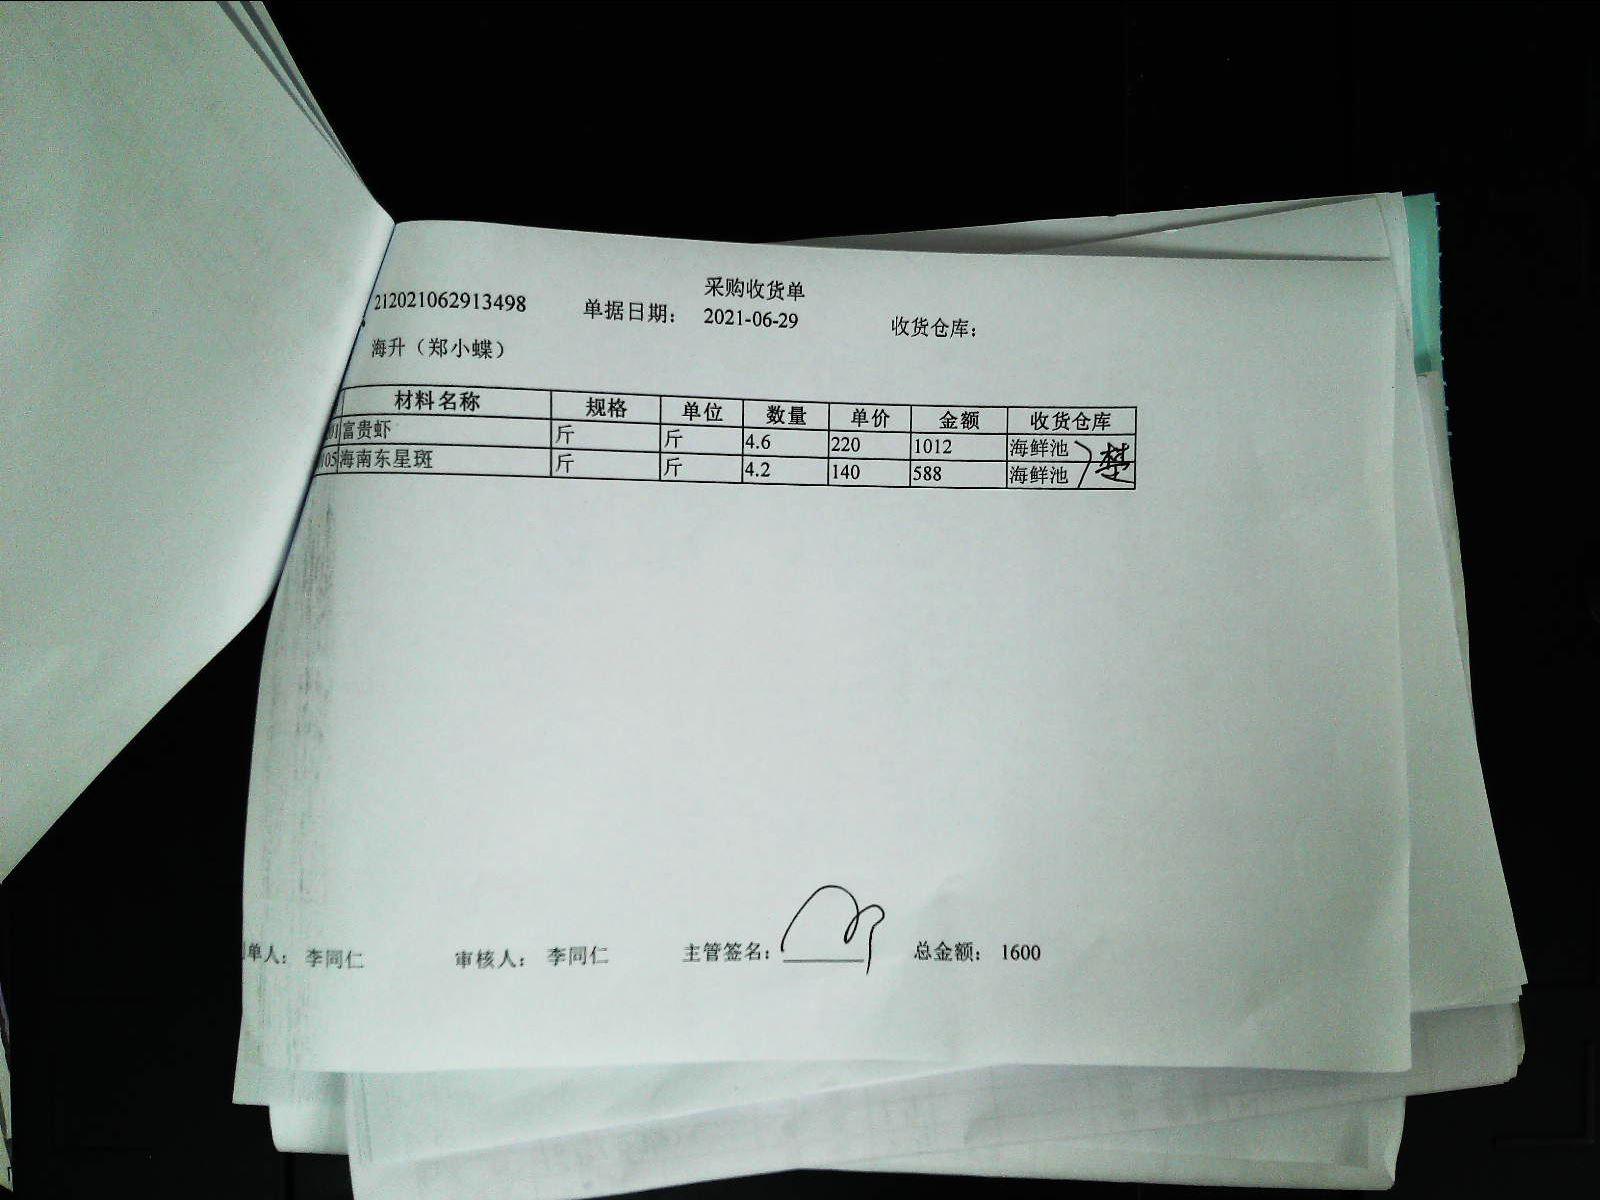 采购收货单
212021062913498 单据日期: 2021-06-29 收货仓库:
海升（郑小蝶）
材料名称 规格 单位 数量 单价 金额 收货仓库
01 富贵虾 斤 斤 4.6 220 1012 海鲜池
105 海南东星斑 斤 斤 4.2 140 588 海鲜池
单人: 李同仁 审核人: 李同仁 主管签名: 总金额: 1600